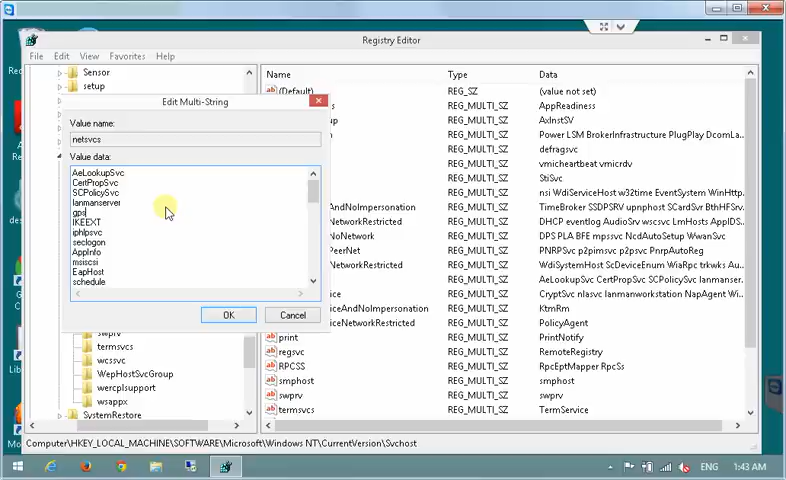 Registry Editor
File Edit View Favorites Help
Sensor
setup
Edit Multi-String
Value name:
netsvcs
Value data:
AeLookupSvc
CertPropSvc
SCPolicySvc
lanmanserver
gps
IKEEXT
iphlpsvc
seclogon
AppInfo
msiscsi
EapHost
schedule
OK Cancel
swprv
termsvcs
wcssvc
WepHostSvcGroup
wercplsupport
wsappx
SystemRestore
Name Type Data
(Default) REG_SZ (value not set)
REG_MULTI_SZ AppReadiness
REG_MULTI_SZ AxInstSV
REG_MULTI_SZ Power LSM BrokerInfrastructure PlugPlay DcomLa
REG_MULTI_SZ defragsvc
REG_MULTI_SZ vmicheartbeat vmicrdv
REG_MULTI_SZ StiSvc
REG_MULTI_SZ nsi WdiServiceHost w32time EventSystem WinHttp
AndNoImpersonation REG_MULTI_SZ TimeBroker SSDPSRV upnphost SCardSvr
NetworkRestricted REG_MULTI_SZ DHCP eventlog AudioSrv wscsvc LmHosts AppIDSvc
NoNetwork REG_MULTI_SZ DPS PLA BFE mpssvc NcdAutoSetup WwanSvc
PeerNet REG_MULTI_SZ PNRPSvc p2pimsvc p2psvc PnrpAutoReg
NetworkRestricted REG_MULTI_SZ WdiSystemHost ScDeviceEnum WiaRpc trkwks Au
REG_MULTI_SZ AeLookupSvc CertPropSvc SCPolicySvc lanmanser
ice REG_MULTI_SZ CryptSvc nlasvc lanmanworkstation NapAgent Wi
iceAndNoImpersonation REG_MULTI_SZ KtmRm
iceNetworkRestricted REG_MULTI_SZ PolicyAgent
print REG_MULTI_SZ PrintNotify
regsvc REG_MULTI_SZ RemoteRegistry
RPCSS REG_MULTI_SZ RpcEptMapper RpcSs
smphost REG_MULTI_SZ smphost
swprv REG_MULTI_SZ swprv
termsvcs REG_MULTI_SZ TermService
Computer\HKEY_LOCAL_MACHINE\SOFTWARE\Microsoft\Windows NT\CurrentVersion\Svchost
ENG 1:43 AM